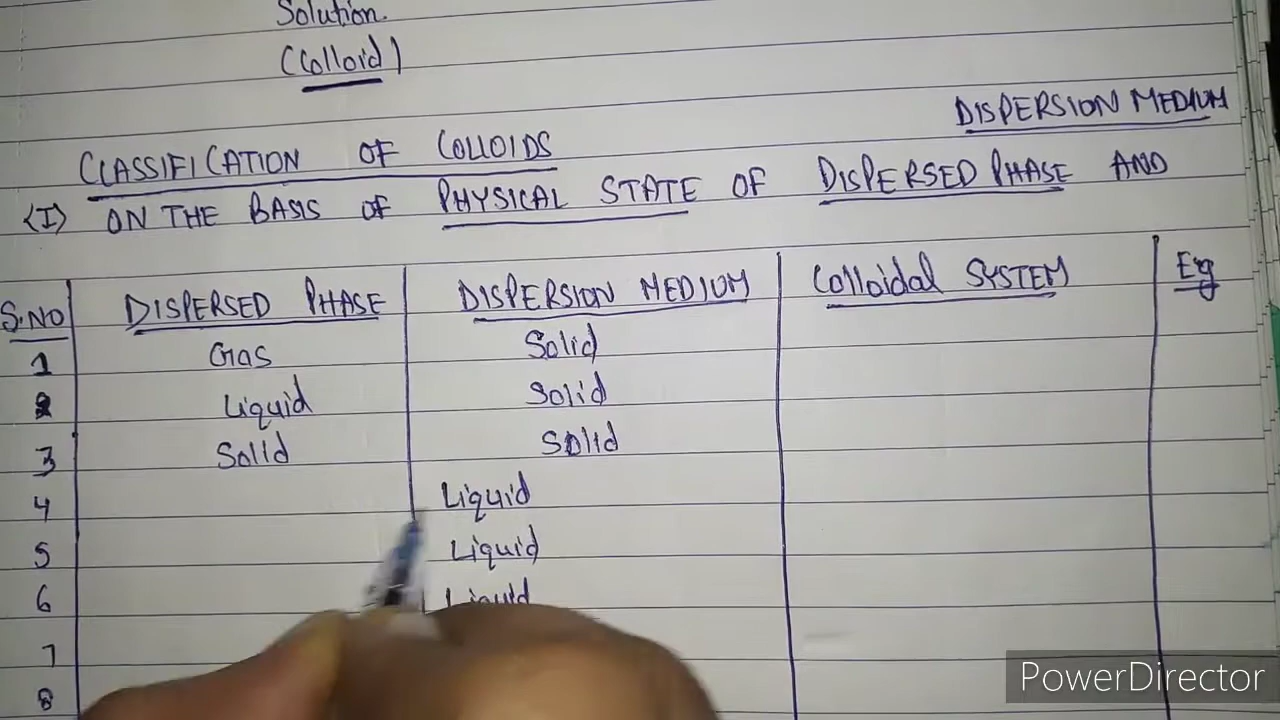 Solution
(Colloid)
DISPERSION MEDIUM
CLASSIFICATION OF COLLOIDS
(I) ON THE BASIS OF PHYSICAL STATE OF DISPERSED PHASE AND
S.NO DISPERSED PHASE DISPERSION MEDIUM Colloidal SYSTEM Eg
1 Gas Solid
2 Liquid Solid
3 Solid Solid
4 Liquid
5 Liquid
6 Liquid
7
8
PowerDirector